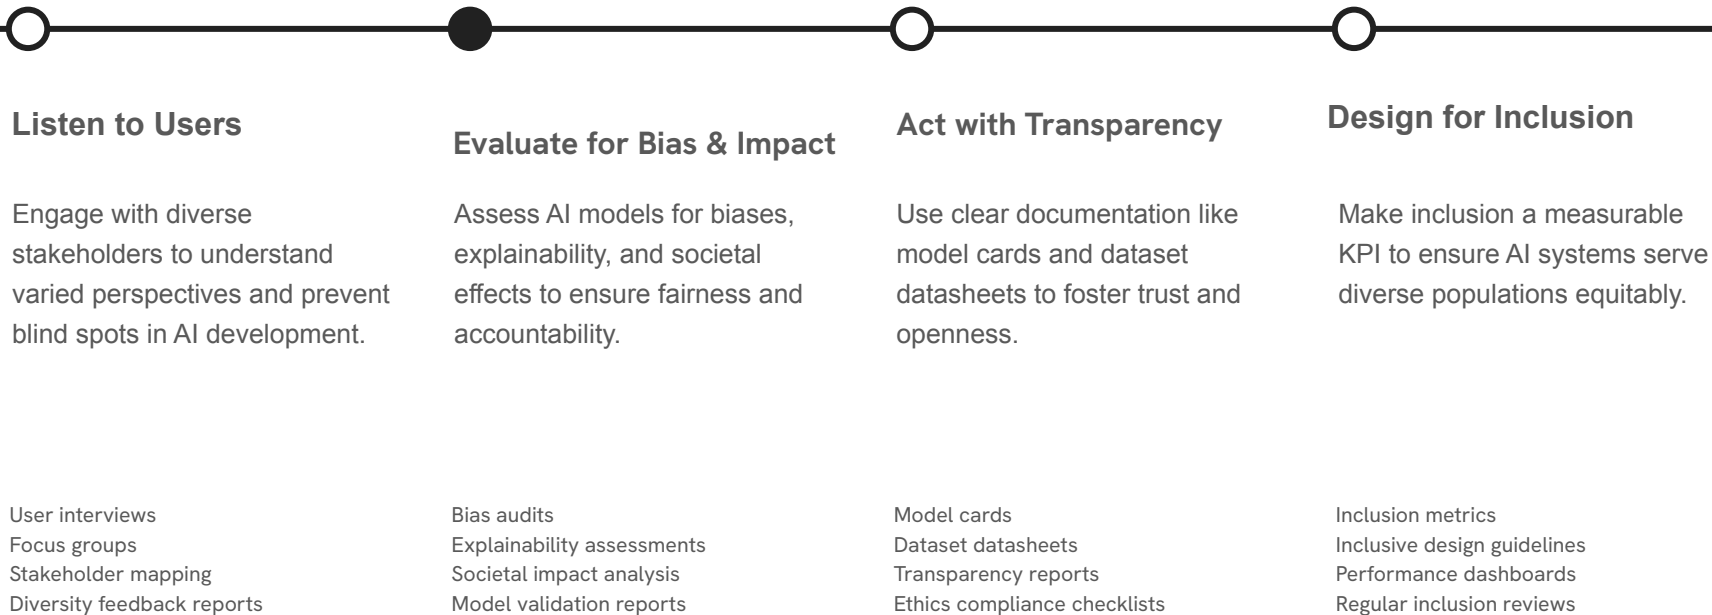 Listen to Users
Engage with diverse
stakeholders to understand
varied perspectives and prevent
blind spots in AI development.
User interviews
Focus groups
Stakeholder mapping
Diversity feedback reports
Evaluate for Bias & Impact
Assess AI models for biases,
explainability, and societal
effects to ensure fairness and
accountability.
Bias audits
Explainability assessments
Societal impact analysis
Model validation reports
Act with Transparency
Use clear documentation like
model cards and dataset
datasheets to foster trust and
openness.
Model cards
Dataset datasheets
Transparency reports
Ethics compliance checklists
Design for Inclusion
Make inclusion a measurable
KPI to ensure AI systems serve
diverse populations equitably.
Inclusion metrics
Inclusive design guidelines
Performance dashboards
Regular inclusion reviews